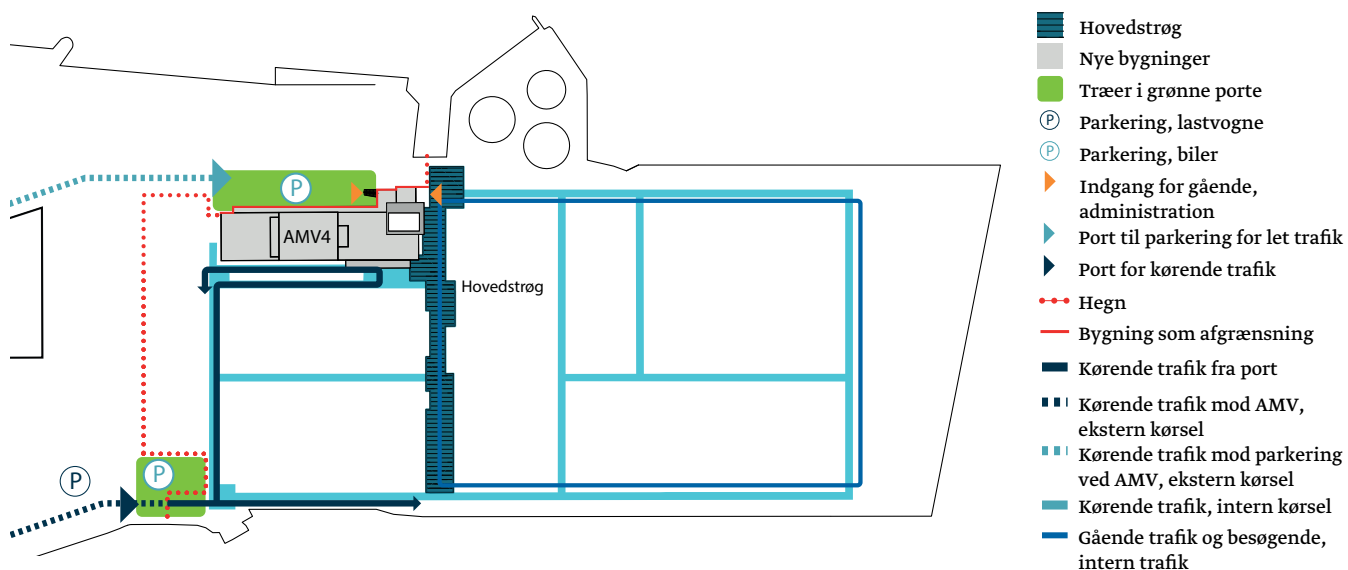 P
AMV4
Hovedstrøg
P
P
Hovedstrøg
Nye bygninger
Træer i grønne porte
P Parkering, lastvogne
P Parkering, biler
Indgang for gående,
administration
Port til parkering for let trafik
Port for kørende trafik
Hegn
Bygning som afgrænsning
Kørende trafik fra port
Kørende trafik mod AMV,
ekstern kørsel
Kørende trafik mod parkering
ved AMV, ekstern kørsel
Kørende trafik, intern kørsel
Gående trafik og besøgende,
intern trafik